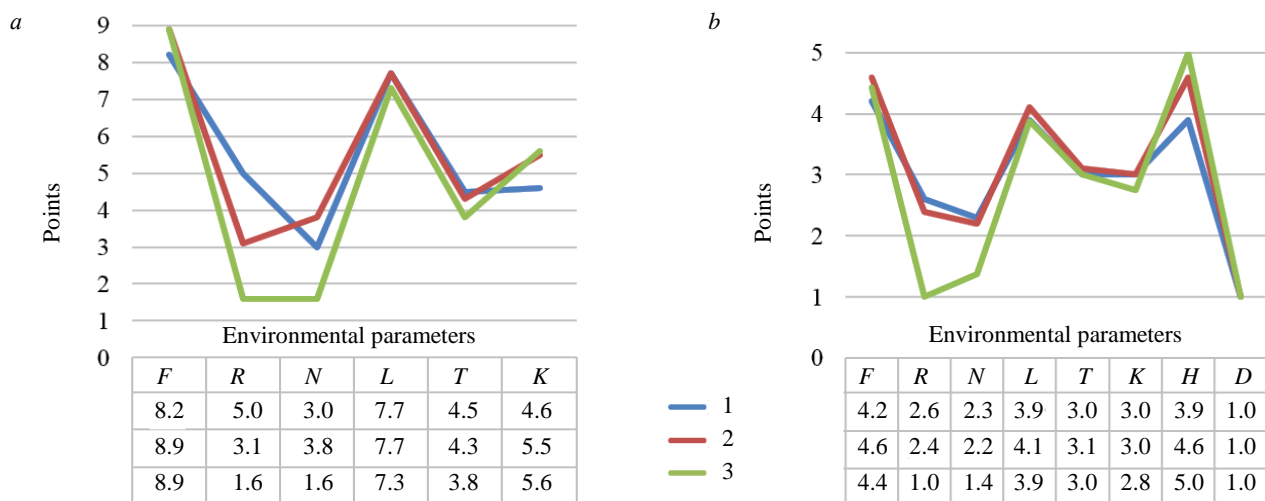 a
9
8
7
6
5
4
3
2
1
0
Points
Environmental parameters
F R N L T K
8.2 5.0 3.0 7.7 4.5 4.6
8.9 3.1 3.8 7.7 4.3 5.5
8.9 1.6 1.6 7.3 3.8 5.6
1
2
3
b
5
4
3
2
1
0
Points
Environmental parameters
F R N L T K H D
4.2 2.6 2.3 3.9 3.0 3.0 3.9 1.0
4.6 2.4 2.2 4.1 3.1 3.0 4.6 1.0
4.4 1.0 1.4 3.9 3.0 2.8 5.0 1.0